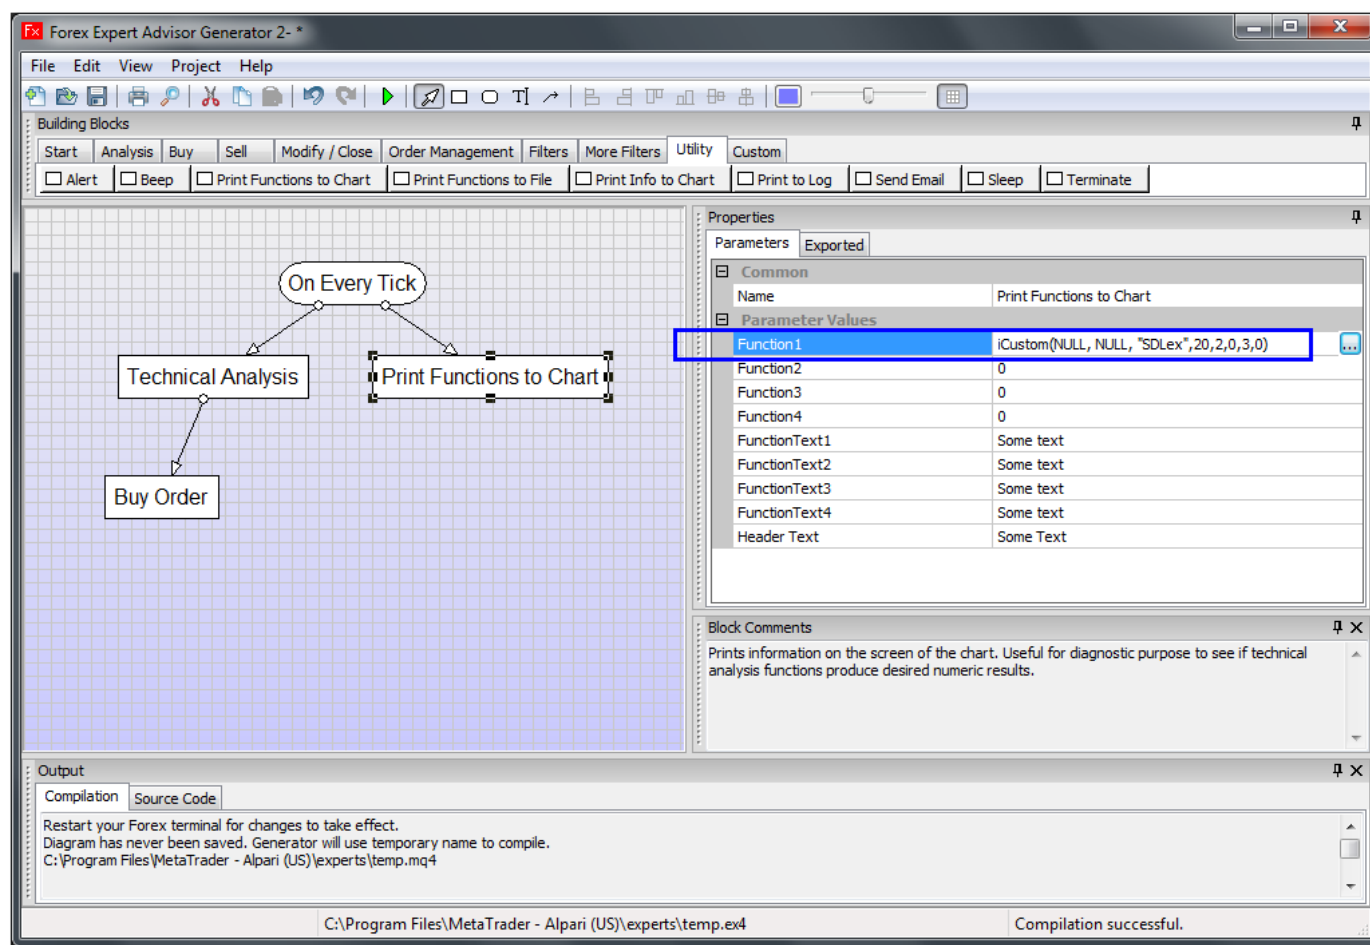 Fx Forex Expert Advisor Generator 2- *
File Edit View Project Help
Building Blocks
Start Analysis Buy Sell Modify / Close Order Management Filters More Filters Utility Custom
Alert Beep Print Functions to Chart Print Functions to File Print Info to Chart Print to Log Send Email Sleep Terminate
On Every Tick
Technical Analysis
Print Functions to Chart
Buy Order
Properties
Parameters Exported
Common
Name Print Functions to Chart
Parameter Values
Function1 iCustom(NULL, NULL, "SDLex",20,2,0,3,0) ...
Function2 0
Function3 0
Function4 0
FunctionText1 Some text
FunctionText2 Some text
FunctionText3 Some text
FunctionText4 Some text
Header Text Some Text
Block Comments
Prints information on the screen of the chart. Useful for diagnostic purpose to see if technical
analysis functions produce desired numeric results.
Output
Compilation Source Code
Restart your Forex terminal for changes to take effect.
Diagram has never been saved. Generator will use temporary name to compile.
C:\Program Files\MetaTrader - Alpari (US)\experts\temp.mq4
C:\Program Files\MetaTrader - Alpari (US)\experts\temp.ex4 Compilation successful.